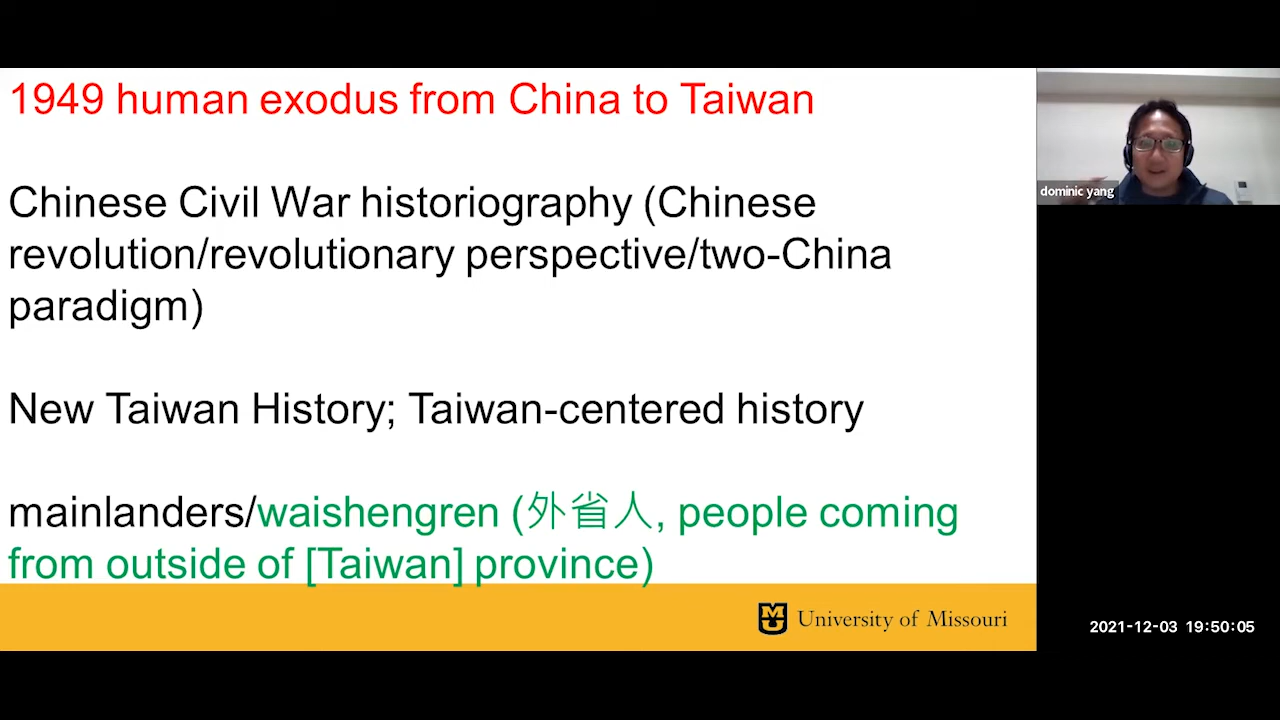 1949 human exodus from China to Taiwan
Chinese Civil War historiography (Chinese
revolution/revolutionary perspective/two-China
paradigm)
New Taiwan History; Taiwan-centered history
mainlanders/waishengren (外省人, people coming
from outside of [Taiwan] province)
University of Missouri
dominic yang
2021-12-03 19:50:05